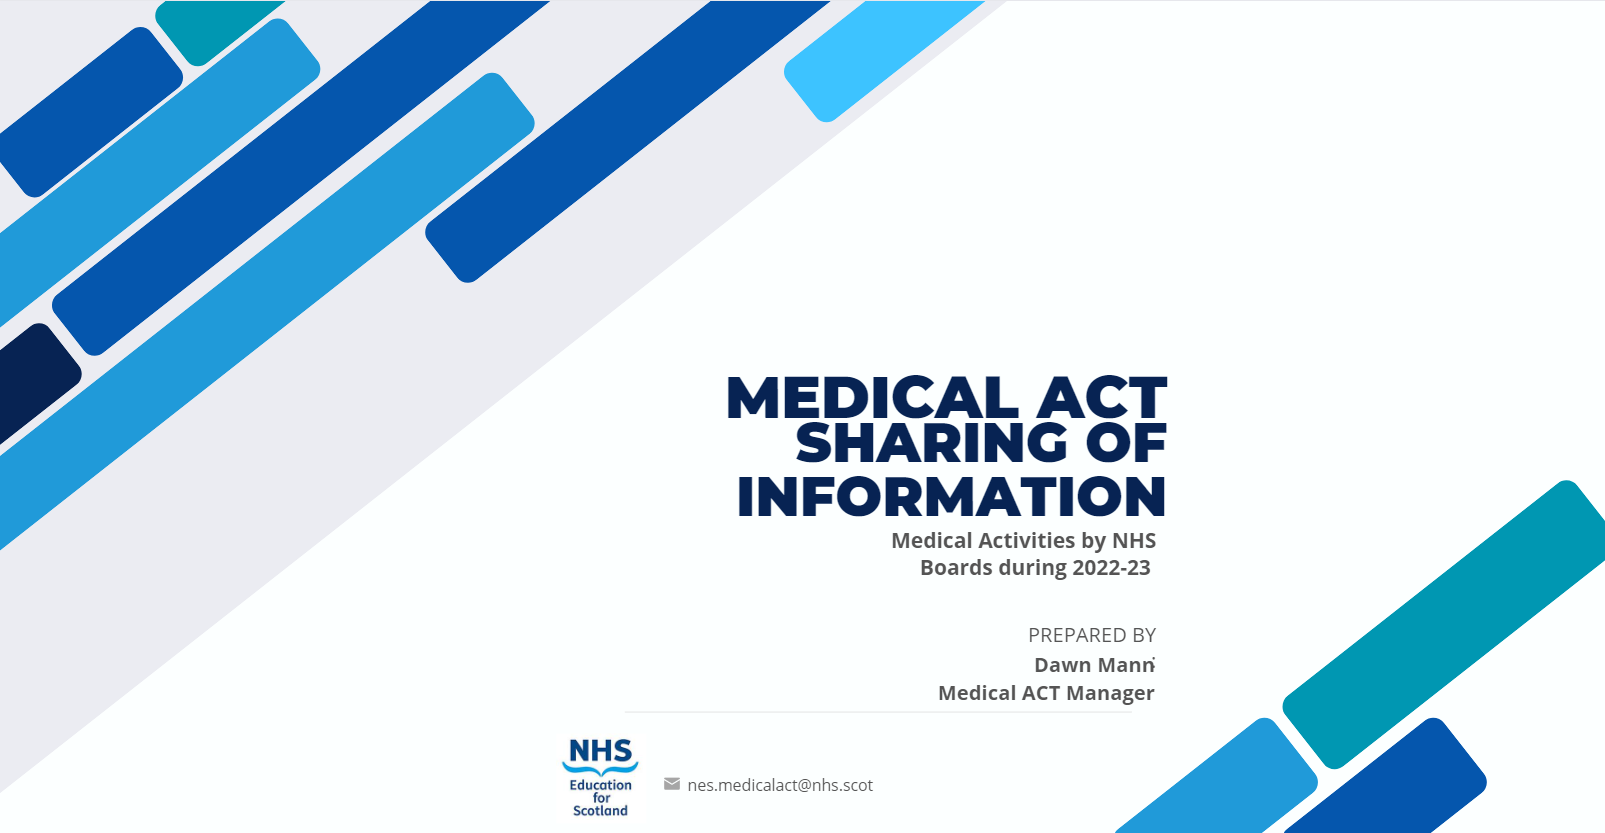 MEDICAL ACT
SHARING OF
INFORMATION
Medical Activities by NHS
Boards during 2022-23
PREPARED BY
Dawn Mann
Medical ACT Manager
NHS
Education
for
Scotland
nes.medicalact@nhs.scot